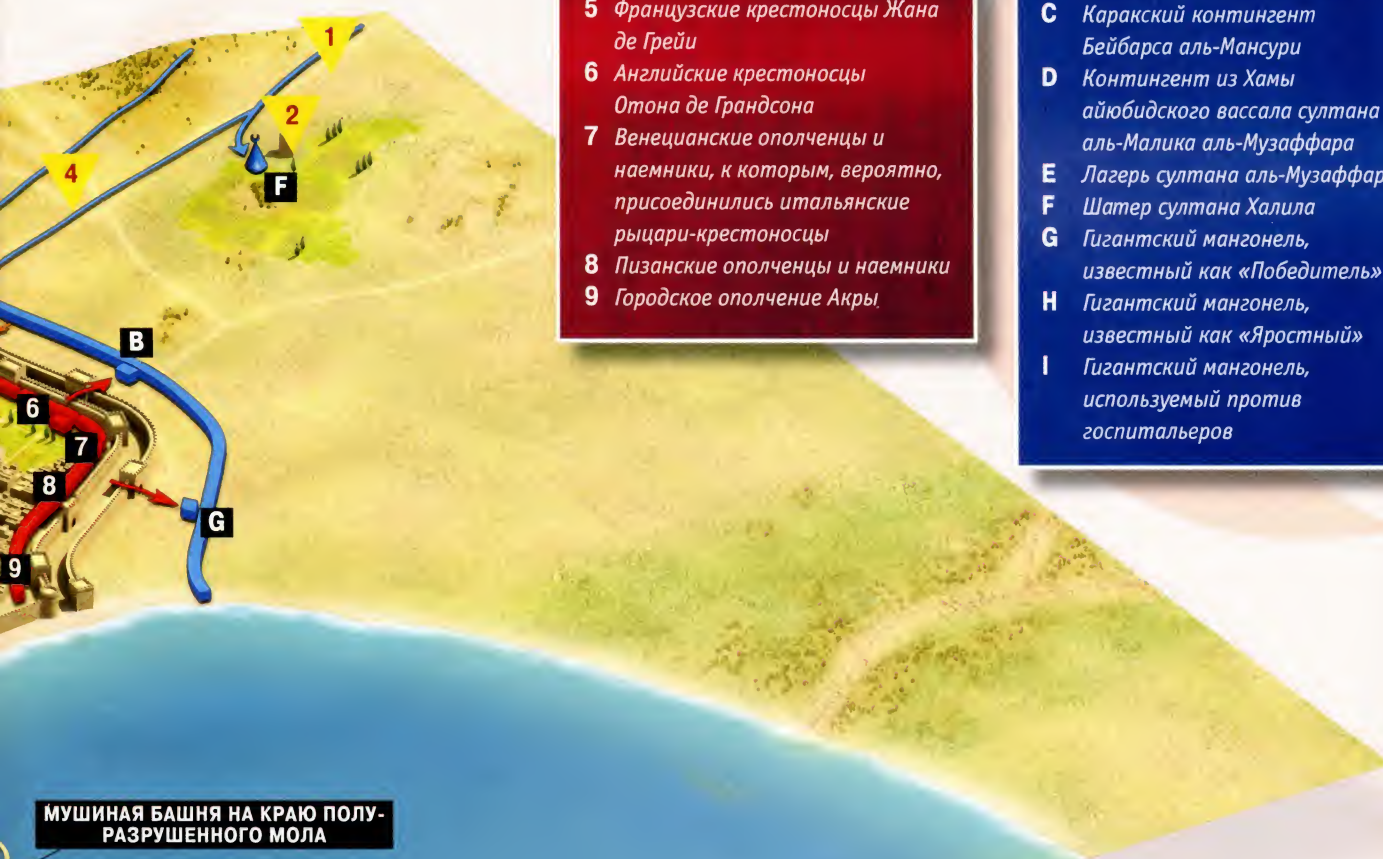 5 Французские крестоносцы Жана
де Грейи
6 Английские крестоносцы
Отона де Грандсона
7 Венецианские ополченцы и
наемники, к которым, вероятно,
присоединились итальянские
рыцари-крестоносцы
8 Пизанские ополченцы и наемники
9 Городское ополчение Акры
C Каракский контингент
Бейбарса аль-Мансури
D Контингент из Хамы
айюбидского вассала султана
аль-Малика аль-Музаффара
E Лагерь султана аль-Музаффар
F Шатер султана Халила
G Гигантский мангонель,
известный как «Победитель»
H Гигантский мангонель,
известный как «Яростный»
I Гигантский мангонель,
используемый против
госпитальеров
1
2
4
F
B
6
7
8
G
9
МУШИНАЯ БАШНЯ НА КРАЮ ПОЛУ-
РАЗРУШЕННОГО МОЛА